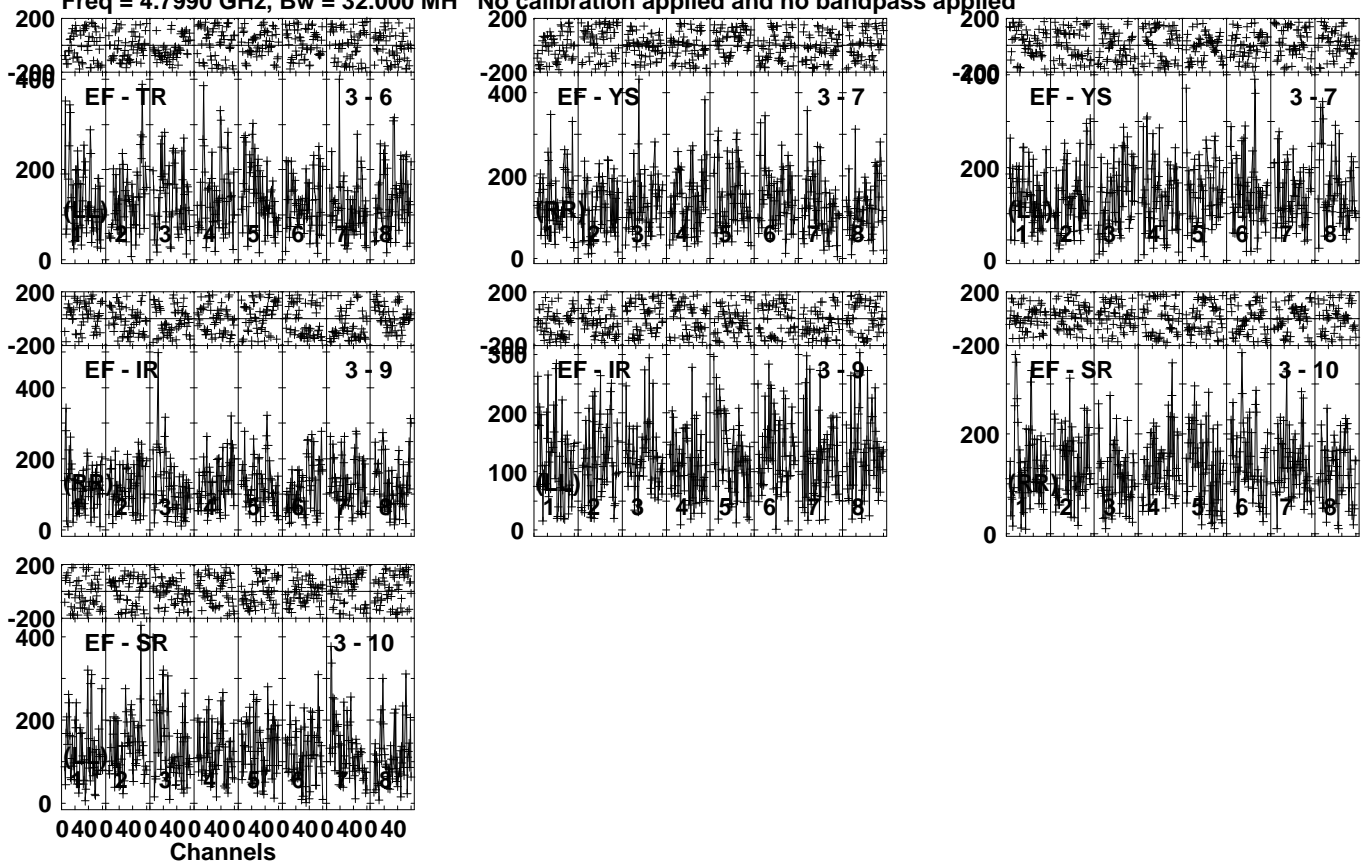 Freq = 4.7990 GHz, Bw = 32.000 MH No calibration applied and no bandpass applied
200
-200
400
200
0
EF - TR 3 - 6
(LL)
1 2 3 4 5 6 7 8
200
-200
400
200
0
EF - YS 3 - 7
(RR)
1 2 3 4 5 6 7 8
200
-200
400
200
0
EF - YS 3 - 7
(LL)
1 2 3 4 5 6 7 8
200
-200
400
200
0
EF - IR 3 - 9
(RR)
1 2 3 4 5 6 7 8
200
-200
300
200
100
0
EF - IR 3 - 9
(LL)
1 2 3 4 5 6 7 8
200
-200
200
0
EF - SR 3 - 10
(RR)
1 2 3 4 5 6 7 8
200
-200
400
200
0
EF - SR 3 - 10
(LL)
1 2 3 4 5 6 7 8
0 40 0 40 0 40 0 40 0 40 0 40 0 40 0 40
Channels